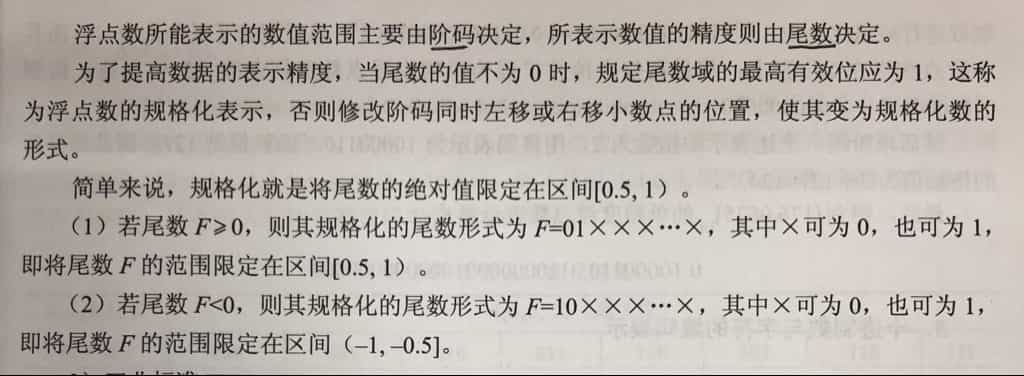 浮点数所能表示的数值范围主要由阶码决定，所表示数值的精度则由尾数决定。
为了提高数据的表示精度，当尾数的值不为 0 时，规定尾数域的最高有效位应为 1，这称
为浮点数的规格化表示，否则修改阶码同时左移或右移小数点的位置，使其变为规格化数的
形式。
简单来说，规格化就是将尾数的绝对值限定在区间[0.5, 1）。
（1）若尾数 F≥0，则其规格化的尾数形式为 F=01×××…×，其中×可为 0，也可为 1，
即将尾数 F 的范围限定在区间[0.5, 1）。
（2）若尾数 F<0，则其规格化的尾数形式为 F=10×××…×，其中×可为 0，也可为 1，
即将尾数 F 的范围限定在区间（–1, –0.5]。